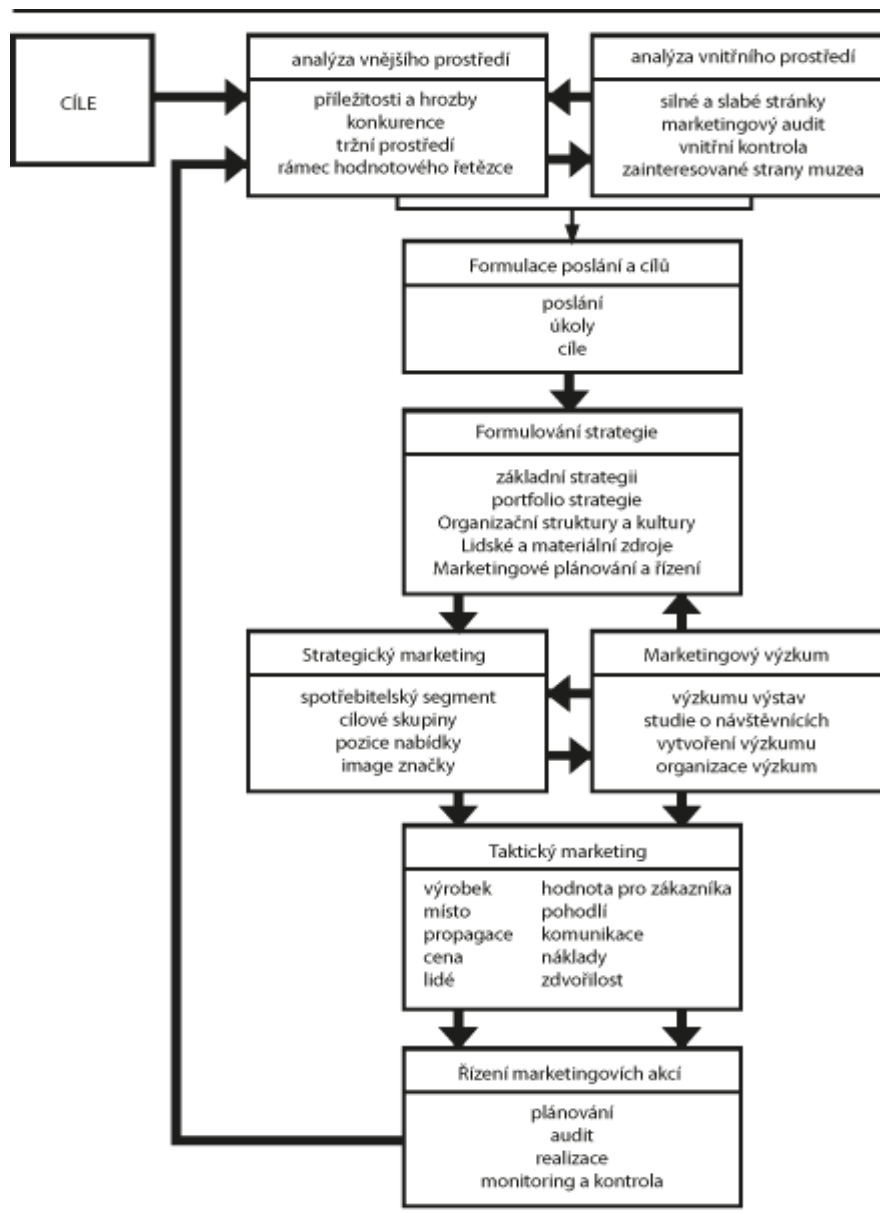 CÍLE
analýza vnějšího prostředí
příležitosti a hrozby
konkurence
tržní prostředí
rámec hodnotového řetězce
analýza vnitřního prostředí
silné a slabé stránky
marketingový audit
vnitřní kontrola
zainteresované strany muzea
Formulace poslání a cílů
poslání
úkoly
cíle
Formulování strategie
základní strategii
portfolio strategie
Organizační struktury a kultury
Lidské a materiální zdroje
Marketingové plánování a řízení
Strategický marketing
spotřebitelský segment
cílové skupiny
pozice nabídky
image značky
Marketingový výzkum
výzkumu výstav
studie o návštěvnících
vytvoření výzkumu
organizace výzkum
Taktický marketing
výrobek hodnota pro zákazníka
místo pohodlí
propagace komunikace
cena náklady
lidé zdvořilost
Řízení marketingovích akcí
plánování
audit
realizace
monitoring a kontrola